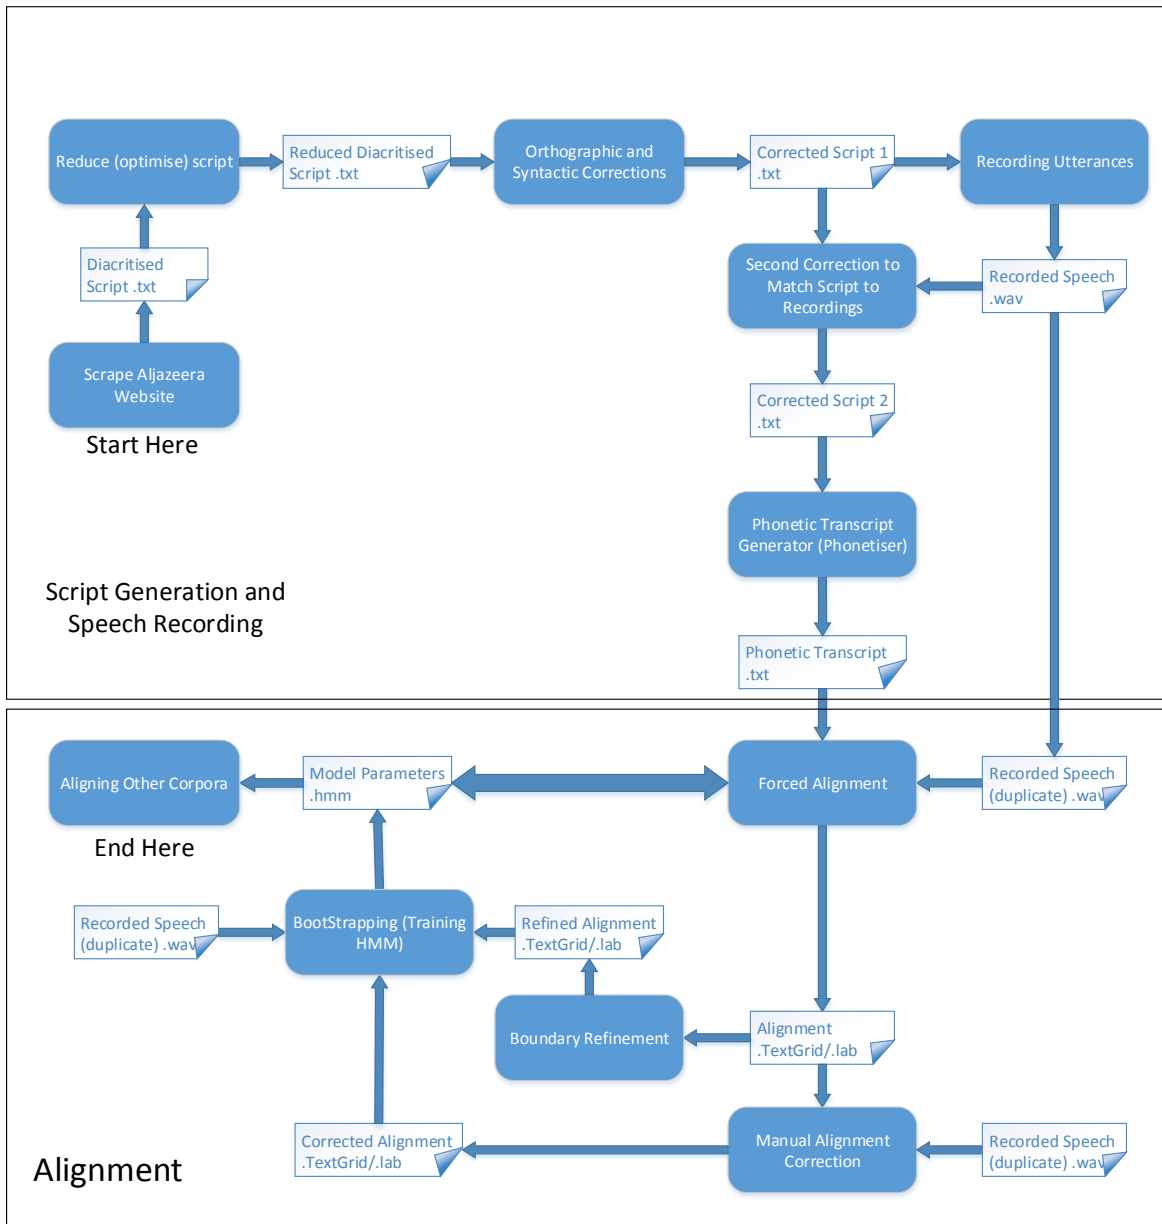 Reduce (optimise) script
Reduced Diacritised
Script .txt
Orthographic and
Syntactic Corrections
Corrected Script 1
.txt
Recording Utterances
Diacritised
Script .txt
Second Correction to
Match Script to
Recordings
Recorded Speech
.wav
Scrape Aljazeera
Website
Start Here
Corrected Script 2
.txt
Phonetic Transcript
Generator (Phonetiser)
Script Generation and
Speech Recording
Phonetic Transcript
.txt
Aligning Other Corpora
End Here
Model Parameters
.hmm
Forced Alignment
Recorded Speech
(duplicate) .wav
Recorded Speech
(duplicate) .wav
BootStrapping (Training
HMM)
Refined Alignment
.TextGrid/.lab
Boundary Refinement
Alignment
.TextGrid/.lab
Corrected Alignment
.TextGrid/.lab
Manual Alignment
Correction
Recorded Speech
(duplicate) .wav
Alignment